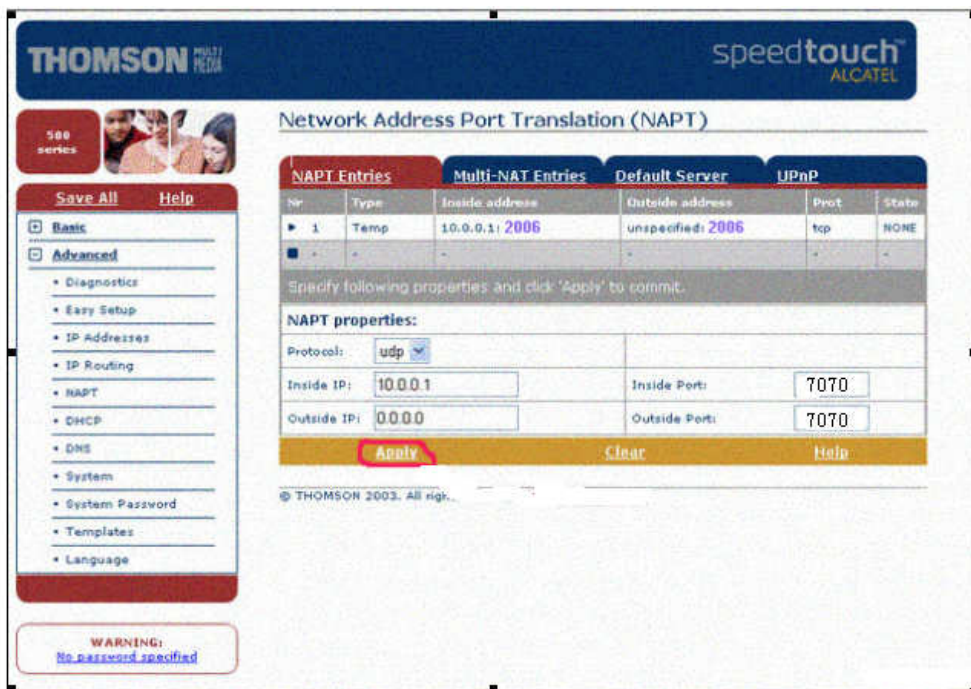 THOMSON MULTI MEDIA
speedtouch™
ALCATEL
500 series
Save All Help
Basic
Advanced
• Diagnostics
• Easy Setup
• IP Addresses
• IP Routing
• NAPT
• DHCP
• DNS
• System
• System Password
• Templates
• Language
WARNING:
No password specified
Network Address Port Translation (NAPT)
NAPT Entries Multi-NAT Entries Default Server UPnP
Nr Type Inside address Outside address Prot State
1 Temp 10.0.0.1: 2006 unspecified: 2006 tcp NONE
- - - - - -
Specify following properties and click 'Apply' to commit.
NAPT properties:
Protocol: udp
Inside IP: 10.0.0.1 Inside Port: 7070
Outside IP: 0.0.0.0 Outside Port: 7070
Apply Clear Help
© THOMSON 2003. All